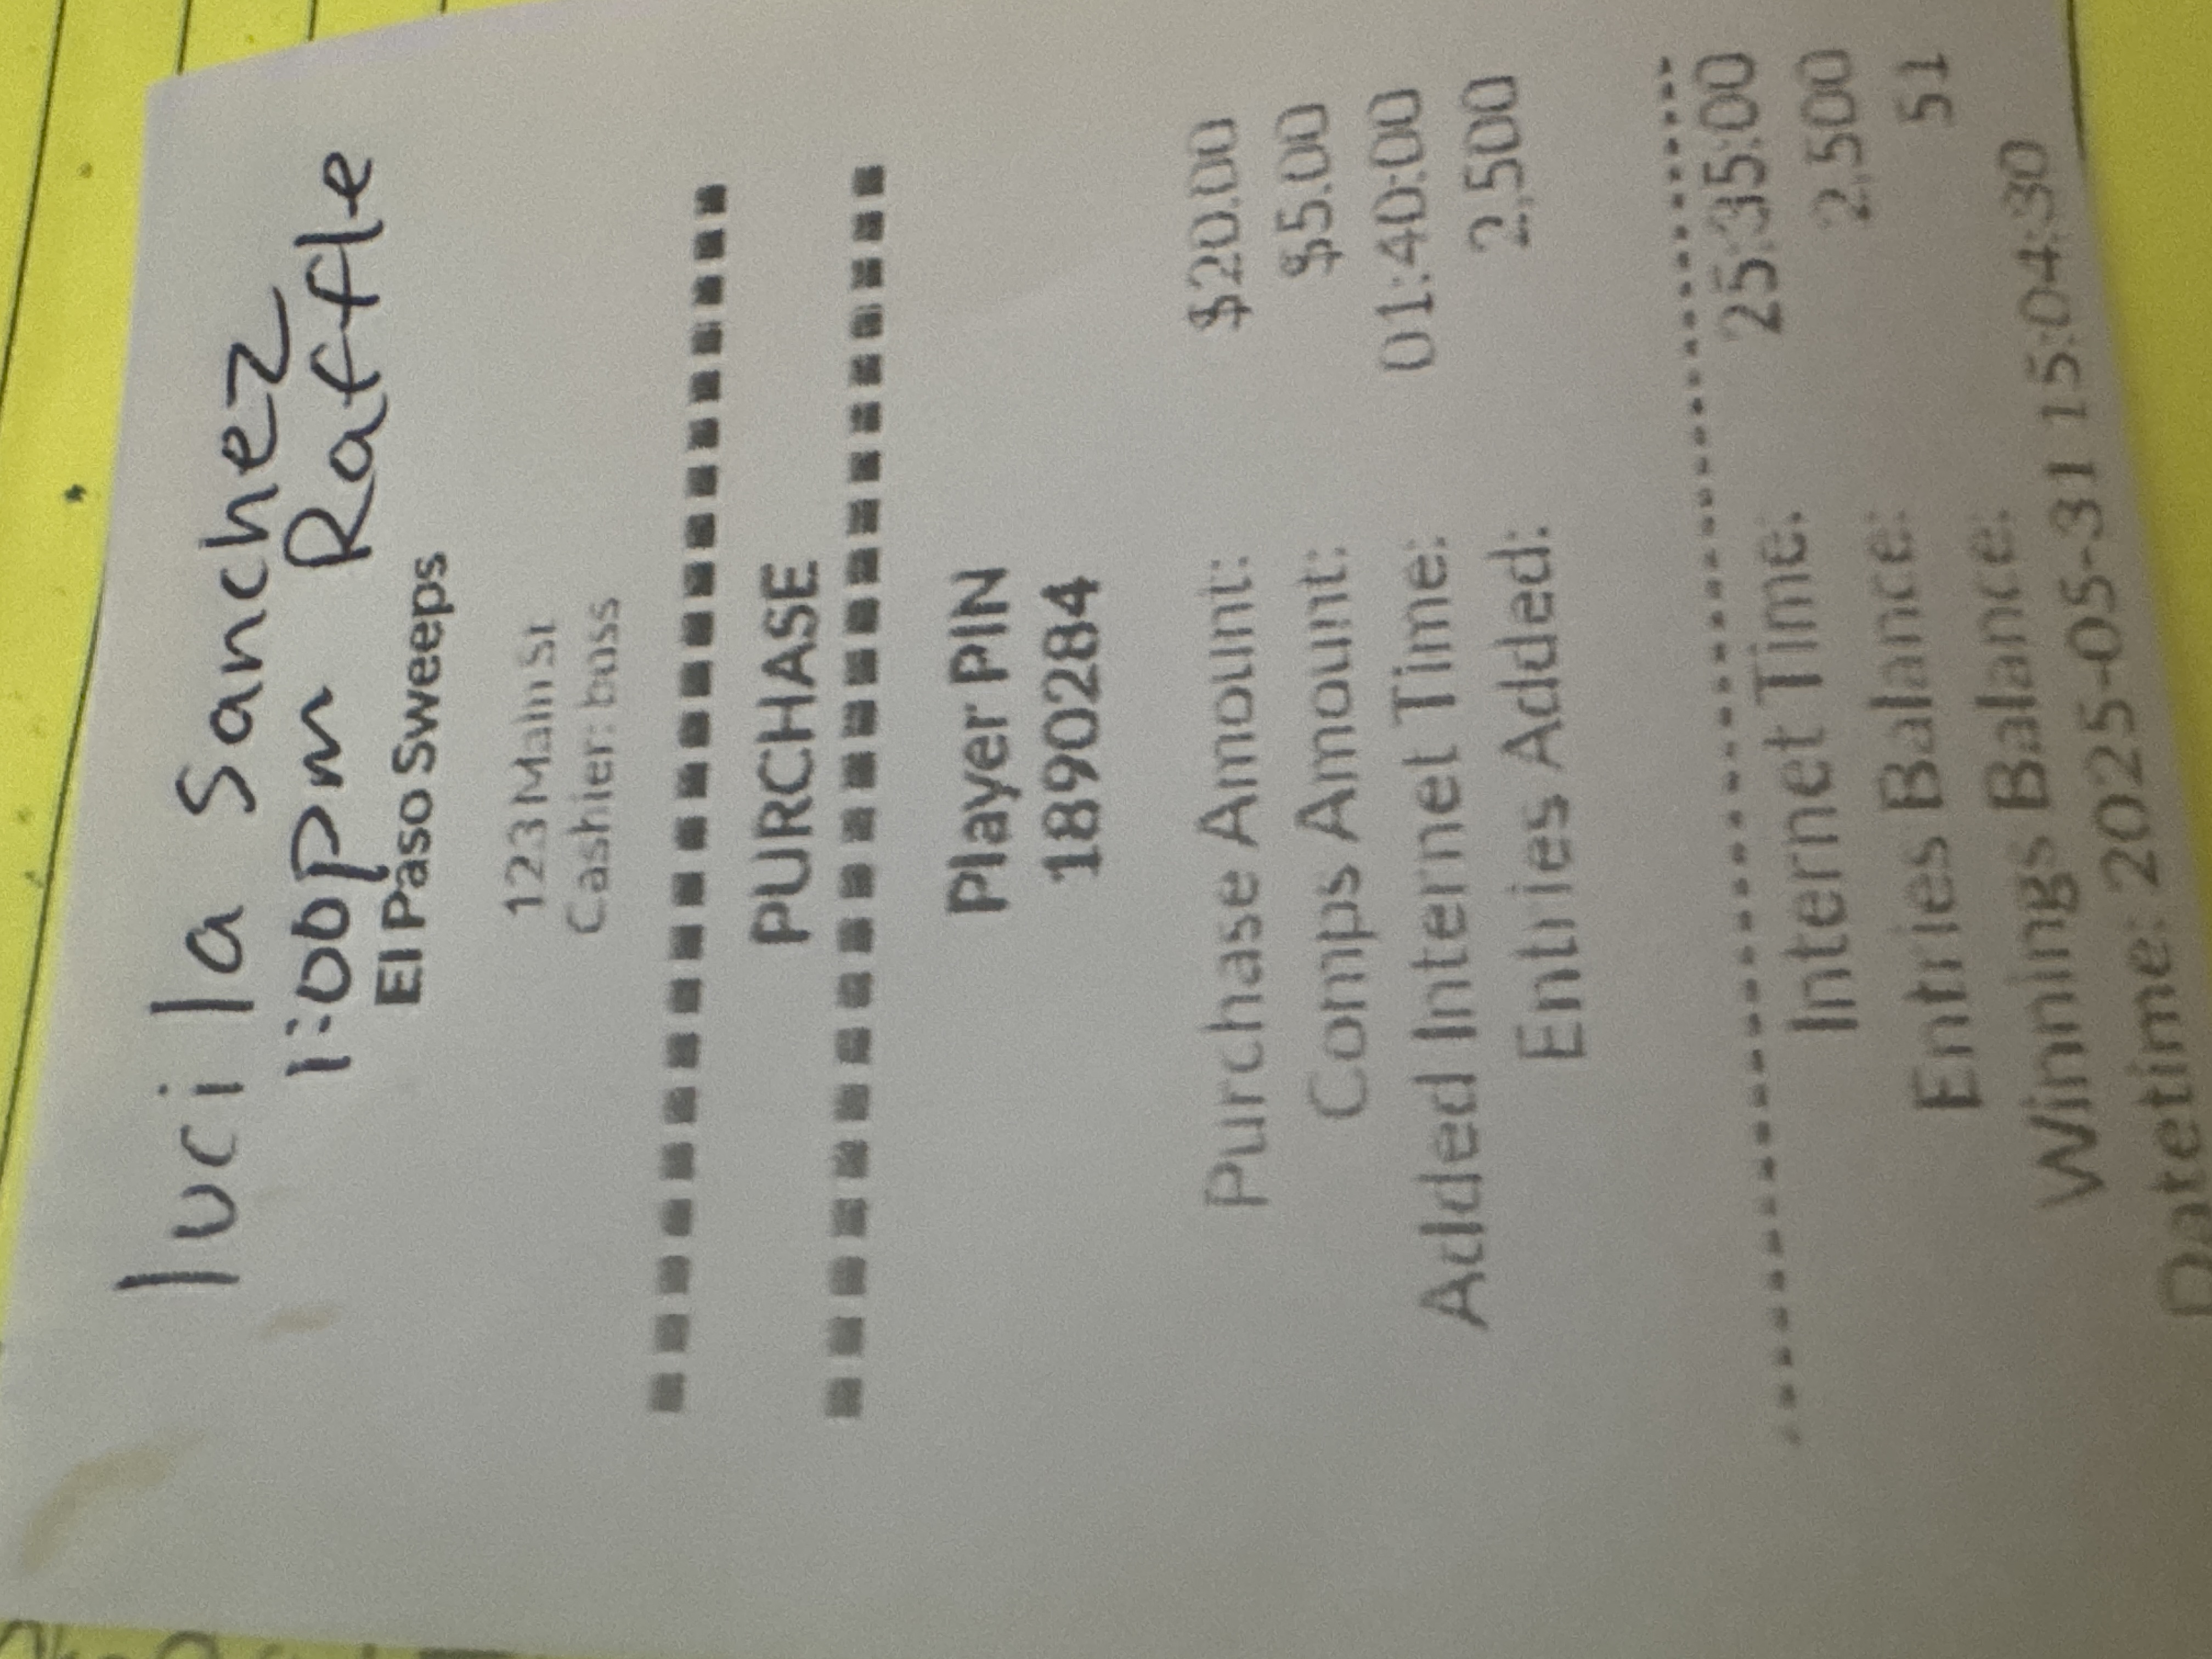 lucila Sanchez
1:00pm Raffle
El Paso Sweeps
123 Main St
Cashier: boss
PURCHASE
Player PIN
1890284
Purchase Amount: $20.00
Comps Amount: $5.00
Added Internet Time: 01:40:00
Entries Added: 2,500
Internet Time: 25:35:00
Entries Balance: 2,500
Winnings Balance: 51
Datetime: 2025-05-31 15:04:30